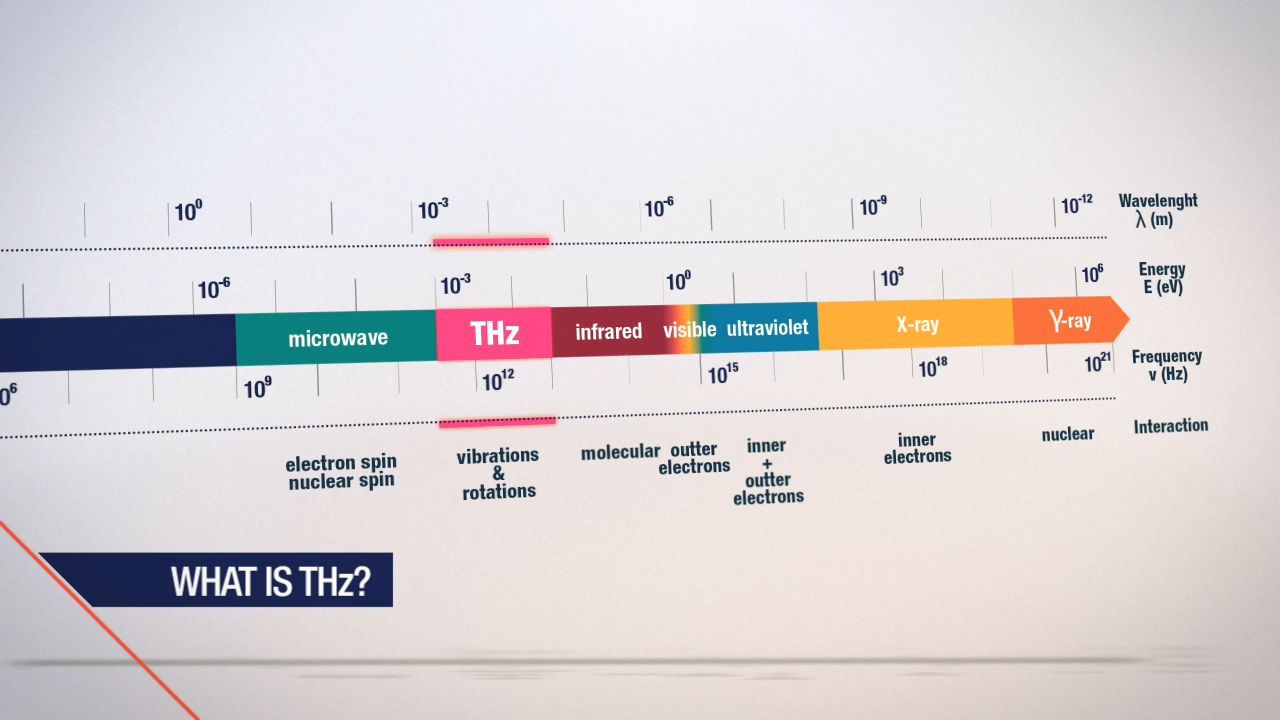 10⁰ 10⁻³ 10⁻⁶ 10⁻⁹ 10⁻¹² Wavelenght
λ (m)
10⁻⁶ 10⁻³ 10⁰ 10³ 10⁶ Energy
E (eV)
microwave THz infrared visible ultraviolet X-ray γ-ray
0⁶ 10⁹ 10¹² 10¹⁵ 10¹⁸ 10²¹ Frequency
ν (Hz)
electron spin
nuclear spin
vibrations
&
rotations
molecular
outter
electrons
inner
+
outter
electrons
inner
electrons
nuclear
Interaction
WHAT IS THz?